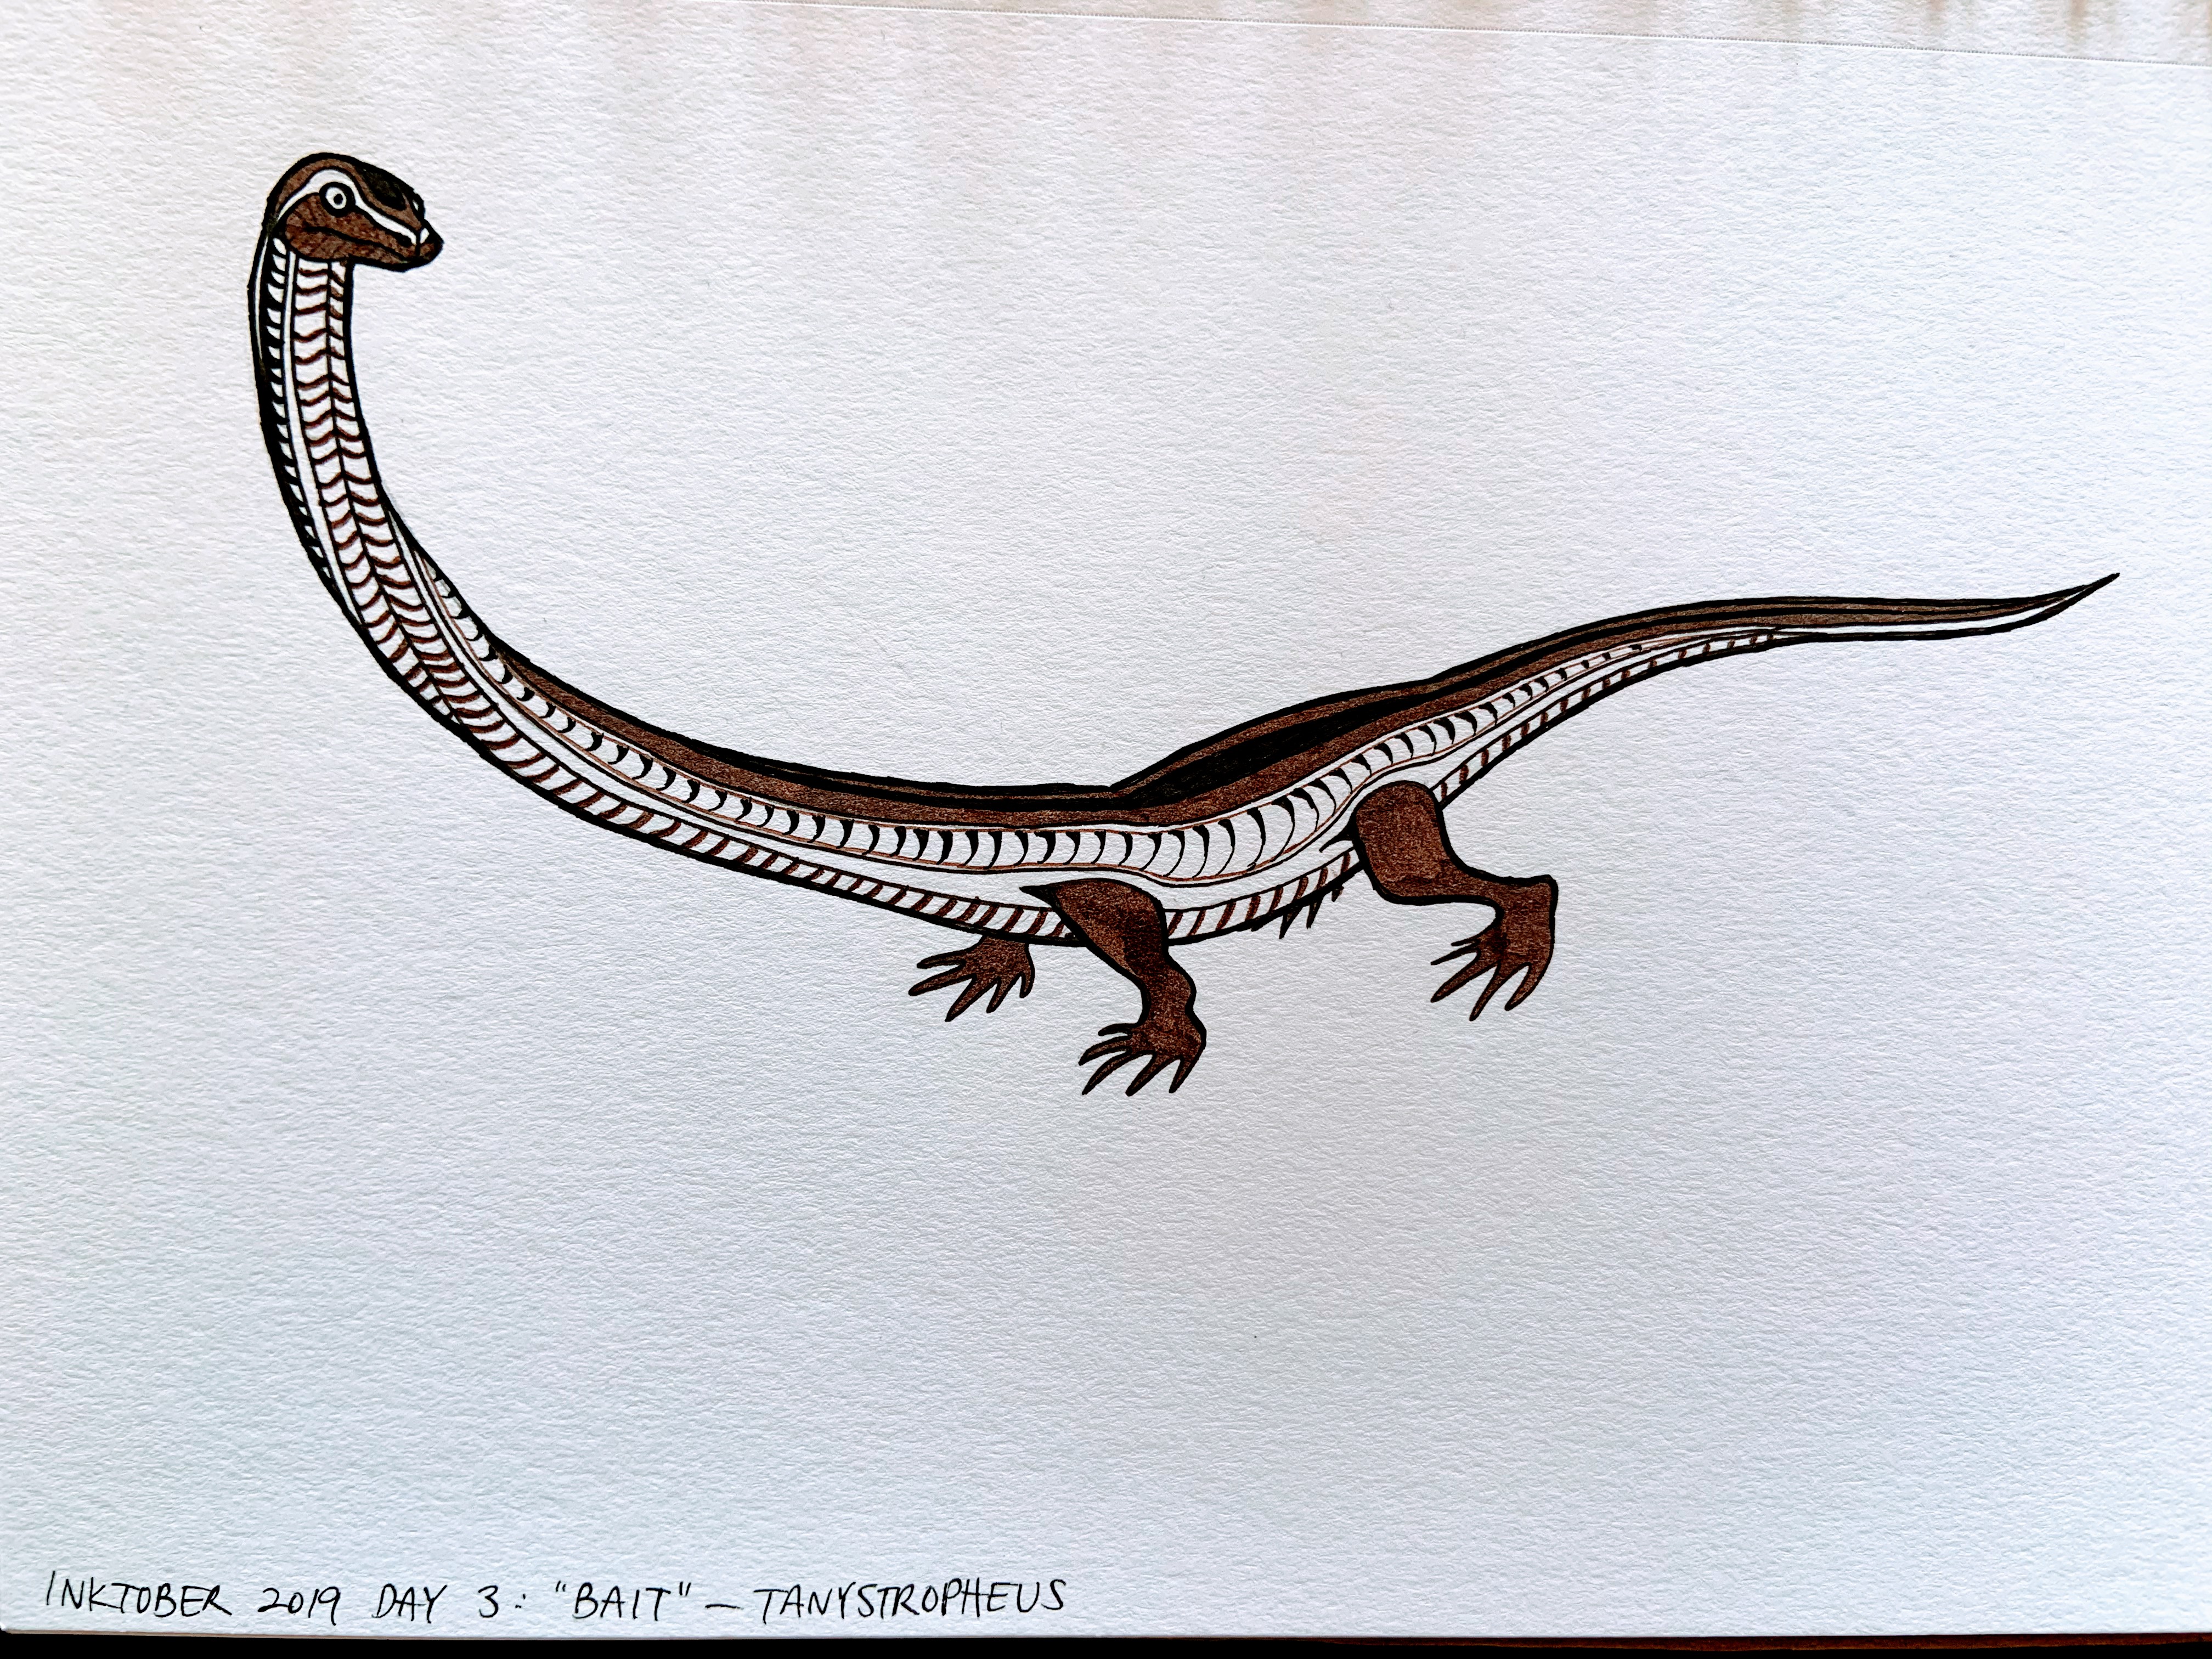 INKTOBER 2019 DAY 3: "BAIT" – TANYSTROPHEUS